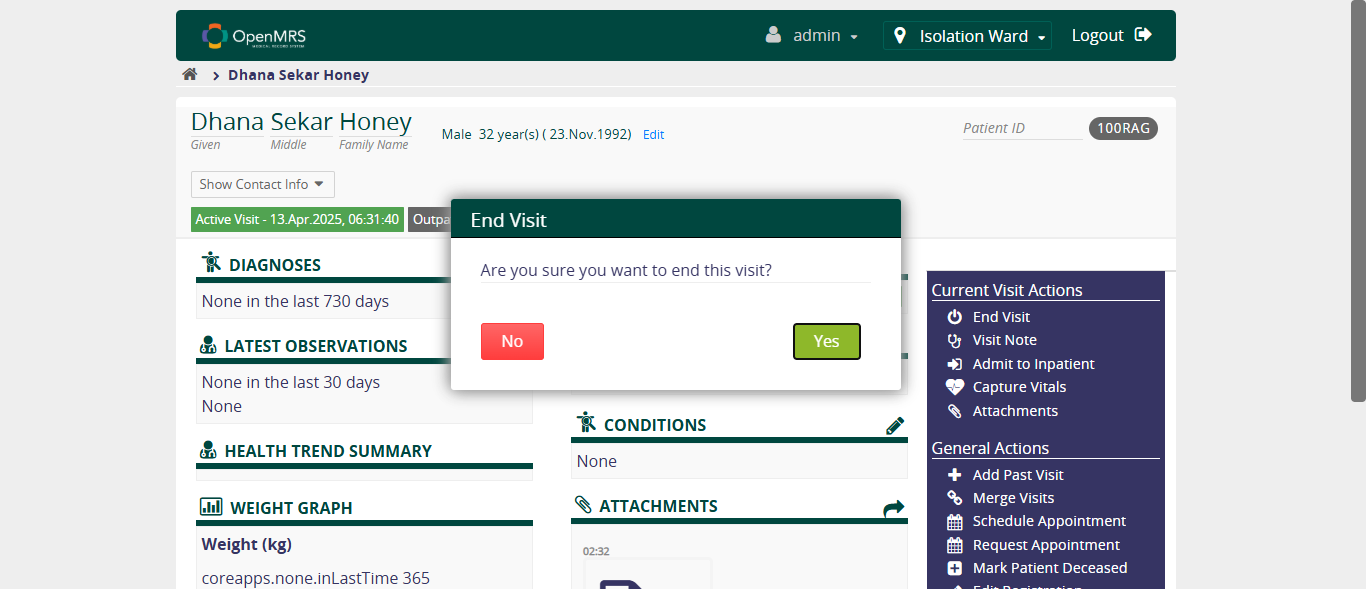 OpenMRS
MEDICAL RECORD SYSTEM
admin
Isolation Ward
Logout
Dhana Sekar Honey
Dhana Sekar Honey
Given Middle Family Name
Male 32 year(s) ( 23.Nov.1992) Edit
Patient ID 100RAG
Show Contact Info
Active Visit - 13.Apr.2025, 06:31:40
Outpa
End Visit
Are you sure you want to end this visit?
No
Yes
DIAGNOSES
None in the last 730 days
LATEST OBSERVATIONS
None in the last 30 days
None
HEALTH TREND SUMMARY
WEIGHT GRAPH
Weight (kg)
coreapps.none.inLastTime 365
CONDITIONS
None
ATTACHMENTS
02:32
Current Visit Actions
End Visit
Visit Note
Admit to Inpatient
Capture Vitals
Attachments
General Actions
Add Past Visit
Merge Visits
Schedule Appointment
Request Appointment
Mark Patient Deceased
Edit Registration